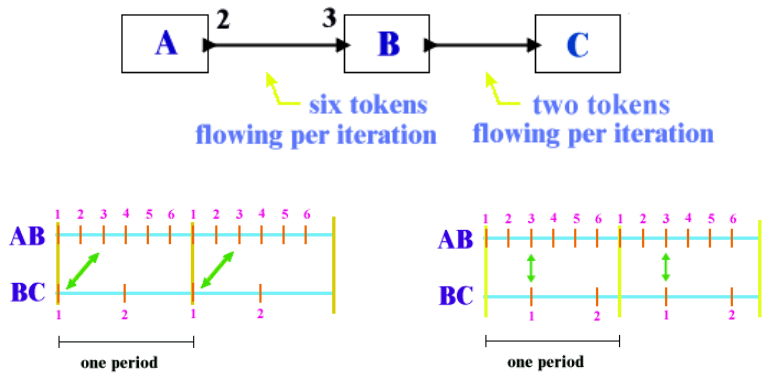 2 3
A B C
six tokens
flowing per iteration
two tokens
flowing per iteration
1 2 3 4 5 6 1 2 3 4 5 6
AB
BC
1 2 1 2
one period
1 2 3 4 5 6 1 2 3 4 5 6
AB
BC
1 2 1 2
one period